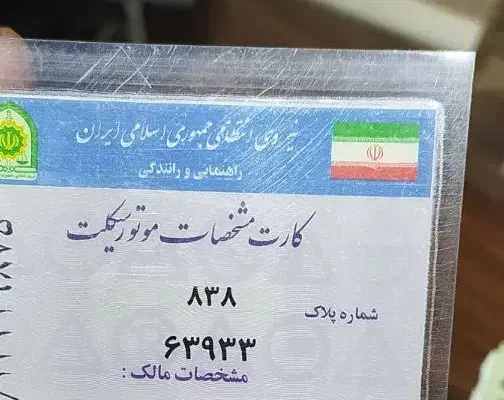 نیروی انتظامی جمهوری اسلامی ایران
راهنمایی و رانندگی
کارت مشخصات موتورسیکلت
شماره پلاک
۸۳۸
۶۳۹۳۳
مشخصات مالک :